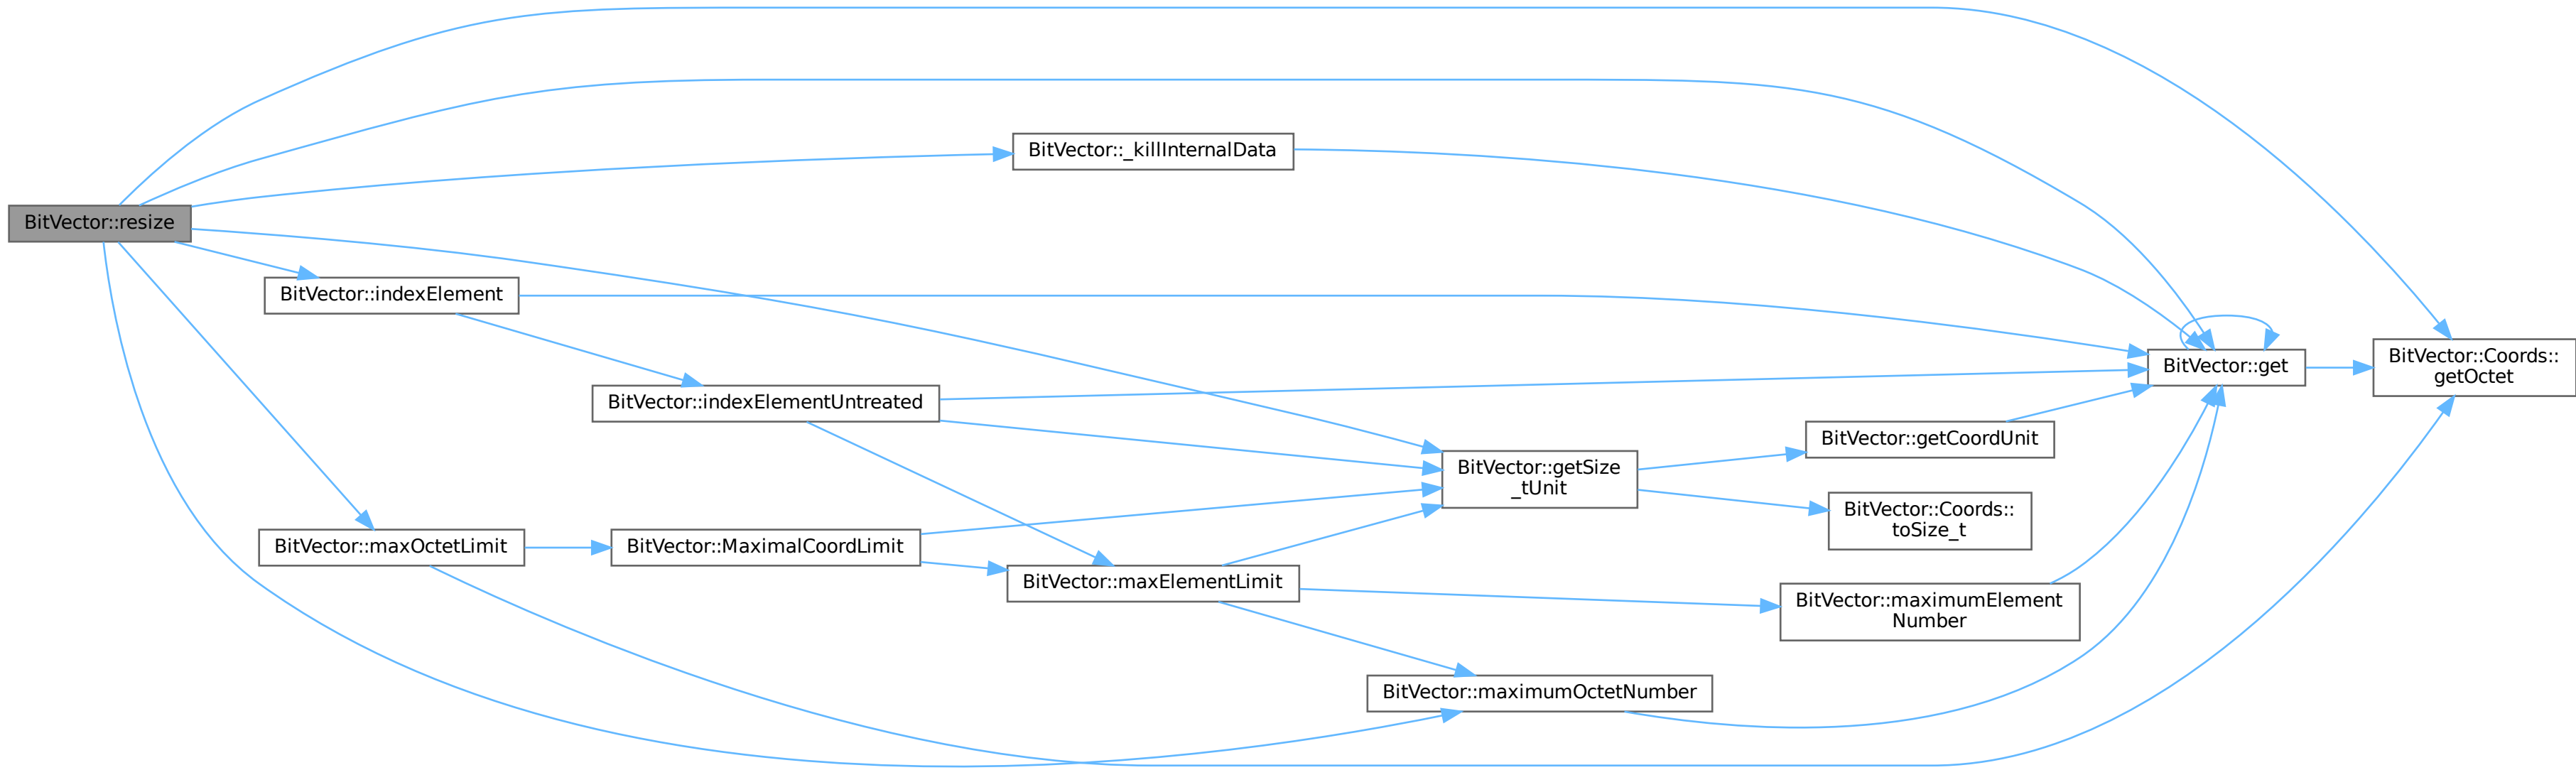 BitVector::_killInternalData
BitVector::resize
BitVector::indexElement
BitVector::Coords::
getOctet
BitVector::get
BitVector::indexElementUntreated
BitVector::getCoordUnit
BitVector::getSize
_tUnit
BitVector::Coords::
toSize_t
BitVector::maxOctetLimit
BitVector::MaximalCoordLimit
BitVector::maxElementLimit
BitVector::maximumElement
Number
BitVector::maximumOctetNumber